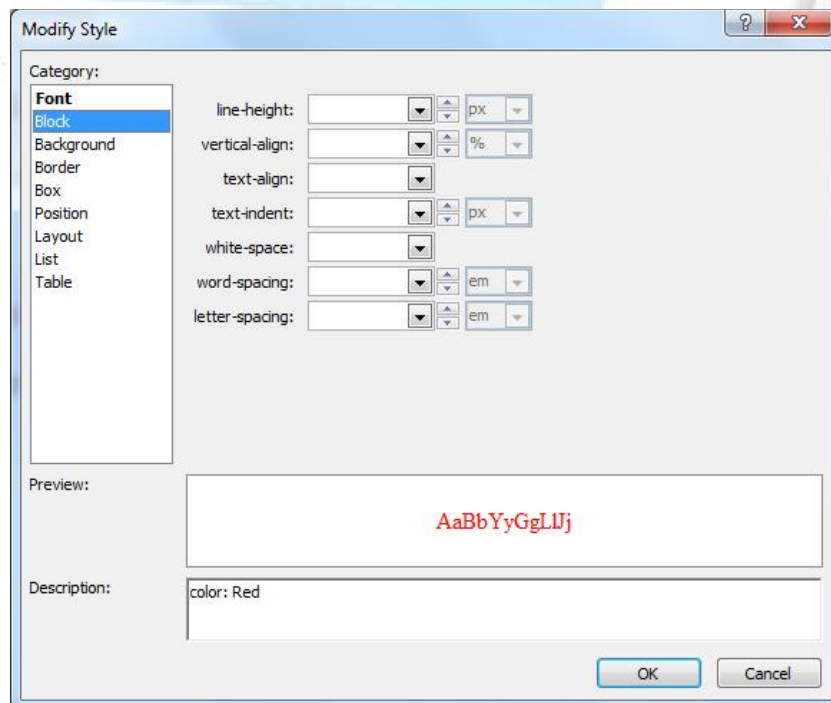 Modify Style
Category:
Font
Block
Background
Border
Box
Position
Layout
List
Table
line-height: px
vertical-align: %
text-align:
text-indent: px
white-space:
word-spacing: em
letter-spacing: em
Preview:
AaBbYyGgLlJj
Description:
color: Red
OK Cancel